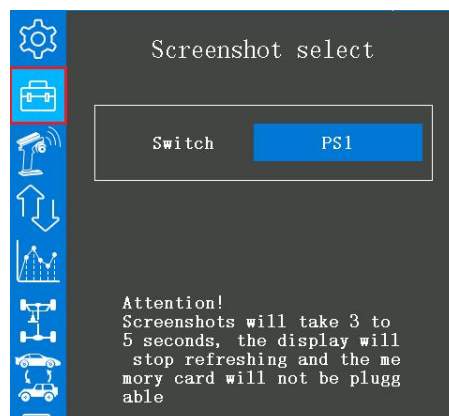 Screenshot select
Switch PS1
Attention!
Screenshots will take 3 to
5 seconds, the display will
stop refreshing and the me
mory card will not be plugg
able